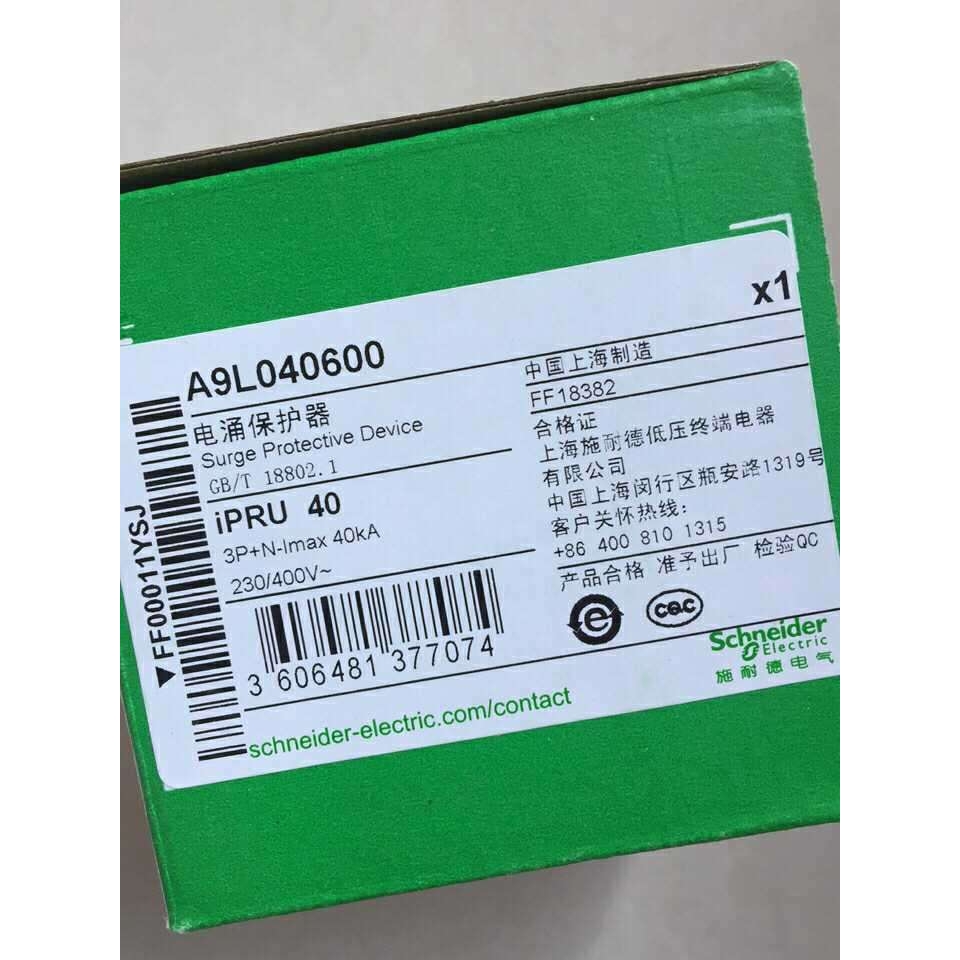 x1
A9L040600
电涌保护器
Surge Protective Device
GB/T 18802.1
iPRU 40
3P+N-Imax 40kA
230/400V~
3 606481 377074
schneider-electric.com/contact
▼FF00011YSJ
中国上海制造
FF18382
合格证
上海施耐德低压终端电器
有限公司
中国上海闵行区瓶安路1319号
客户关怀热线:
+86 400 810 1315
产品合格 准予出厂 检验QC
e
CQC
Schneider
Electric
施耐德电气